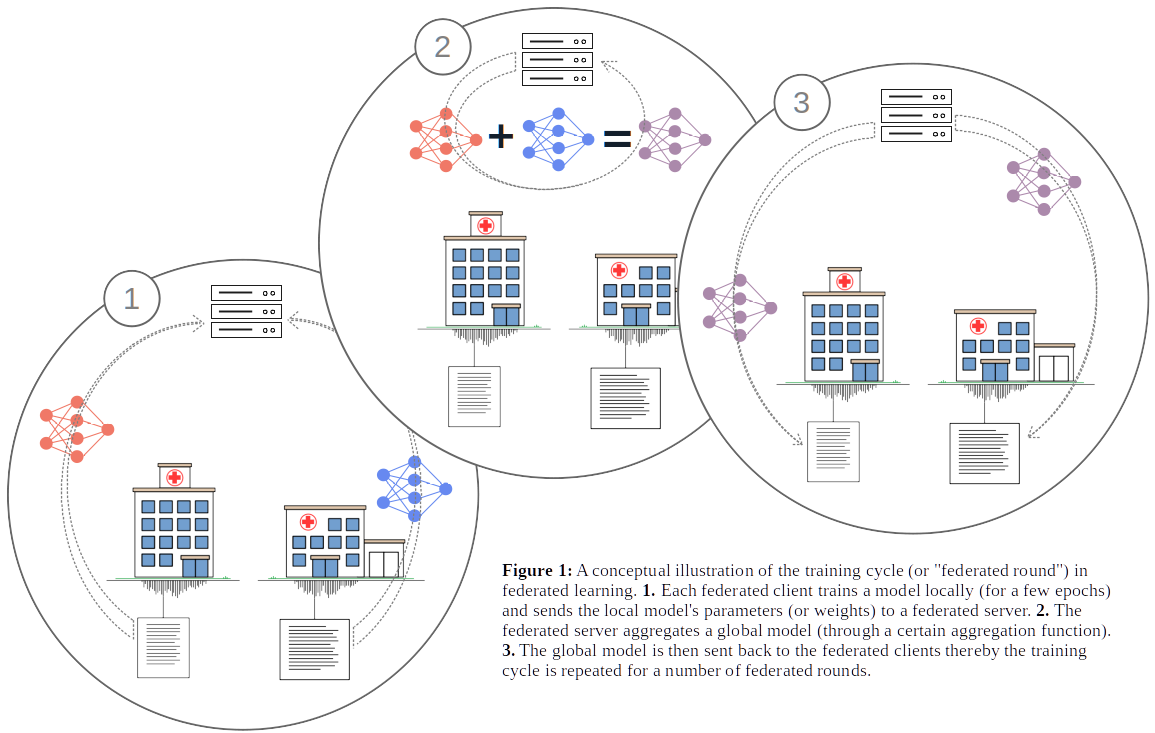 2
3
1
Figure 1: A conceptual illustration of the training cycle (or "federated round") in
federated learning. 1. Each federated client trains a model locally (for a few epochs)
and sends the local model's parameters (or weights) to a federated server. 2. The
federated server aggregates a global model (through a certain aggregation function).
3. The global model is then sent back to the federated clients thereby the training
cycle is repeated for a number of federated rounds.